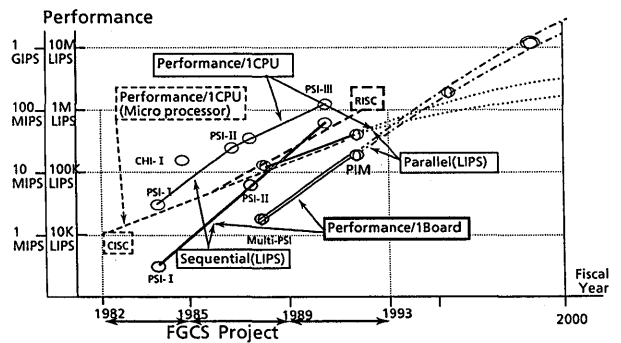 Performance
1
GIPS
10M
LIPS
Performance/1CPU
PSI-III
RISC
Performance/1CPU
(Micro processor)
100
MIPS
1M
LIPS
PSI-II
CHI- I
Parallel(LIPS)
PIM
10
MIPS
100K
LIPS
PSI- I
PSI-II
Multi-PSI
Performance/1Board
1
MIPS
10K
LIPS
CISC
Sequential(LIPS)
PSI- I
Fiscal
Year
1982
1985
1989
1993
2000
FGCS Project